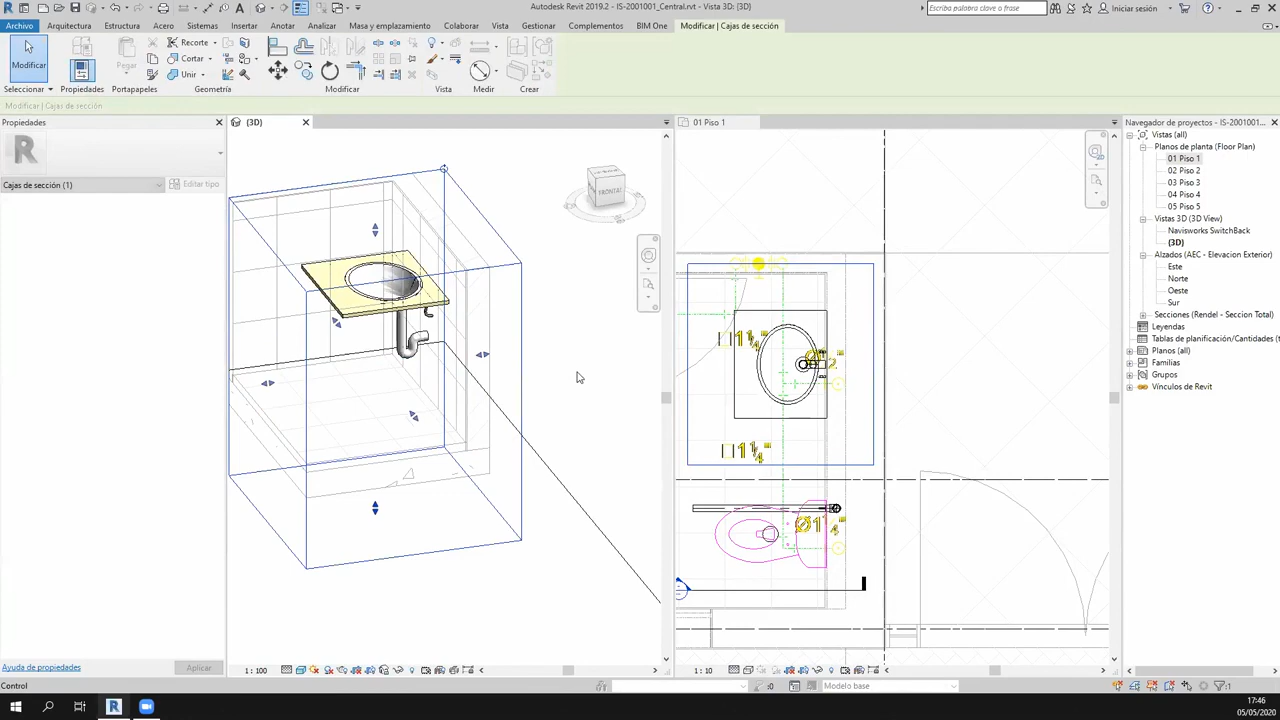 Autodesk Revit 2019.2 - IS-2001001_Central.rvt - Vista 3D: {3D}
Escriba palabra clave o frase
Iniciar sesión
Archivo Arquitectura Estructura Acero Sistemas Insertar Anotar Analizar Masa y emplazamiento Colaborar Vista Gestionar Complementos BIM One Modificar | Cajas de sección
Modificar
Pegar
Recorte
Cortar
Unir
Seleccionar Propiedades Portapapeles Geometría Modificar Vista Medir Crear
Modificar | Cajas de sección
Propiedades
{3D}
01 Piso 1
Navegador de proyectos - IS-2001001_...
Cajas de sección (1)
Editar tipo
FRONTAL
Vistas (all)
Planos de planta (Floor Plan)
01 Piso 1
02 Piso 2
03 Piso 3
04 Piso 4
05 Piso 5
Vistas 3D (3D View)
Navisworks SwitchBack
{3D}
Alzados (AEC - Elevacion Exterior)
Este
Norte
Oeste
Sur
Secciones (Rendel - Seccion Total)
Leyendas
Tablas de planificación/Cantidades (t
Planos (all)
Familias
Grupos
Vínculos de Revit
Ayuda de propiedades
Aplicar
1 : 100
1 : 10
Control
:0
Modelo base
:1
17:46
05/05/2020